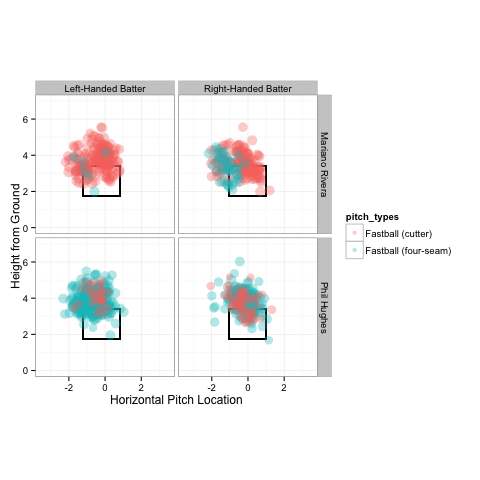 Left-Handed Batter
Right-Handed Batter
6
4
2
0
Mariano Rivera
6
4
2
0
Phil Hughes
-2
0
2
-2
0
2
Height from Ground
Horizontal Pitch Location
pitch_types
Fastball (cutter)
Fastball (four-seam)